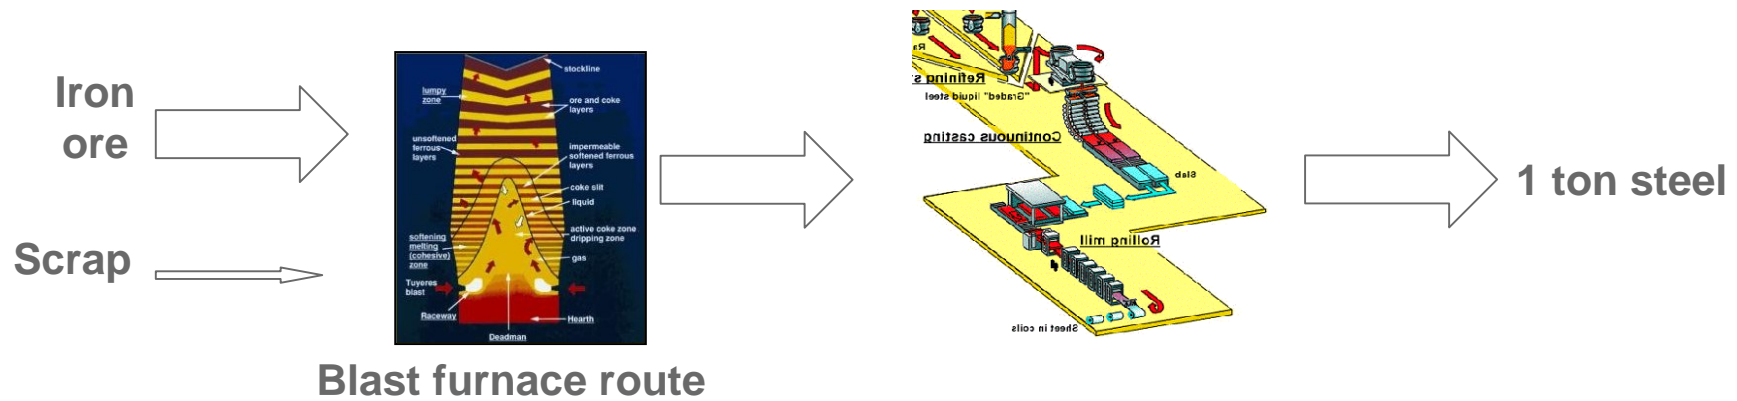 Iron
ore
Scrap
stockline
lumpy
zone
ore and coke
layers
unsoftened
ferrous
layers
impermeable
softened ferrous
layers
coke slit
liquid
active coke zone
dripping zone
softening
melting
(cohesive)
zone
gas
Tuyeres
blast
Raceway
Hearth
Deadman
Blast furnace route
Refining s
"Graded" liquid steel
Continuous casting
Slab
Rolling mill
Sheet in coils
1 ton steel